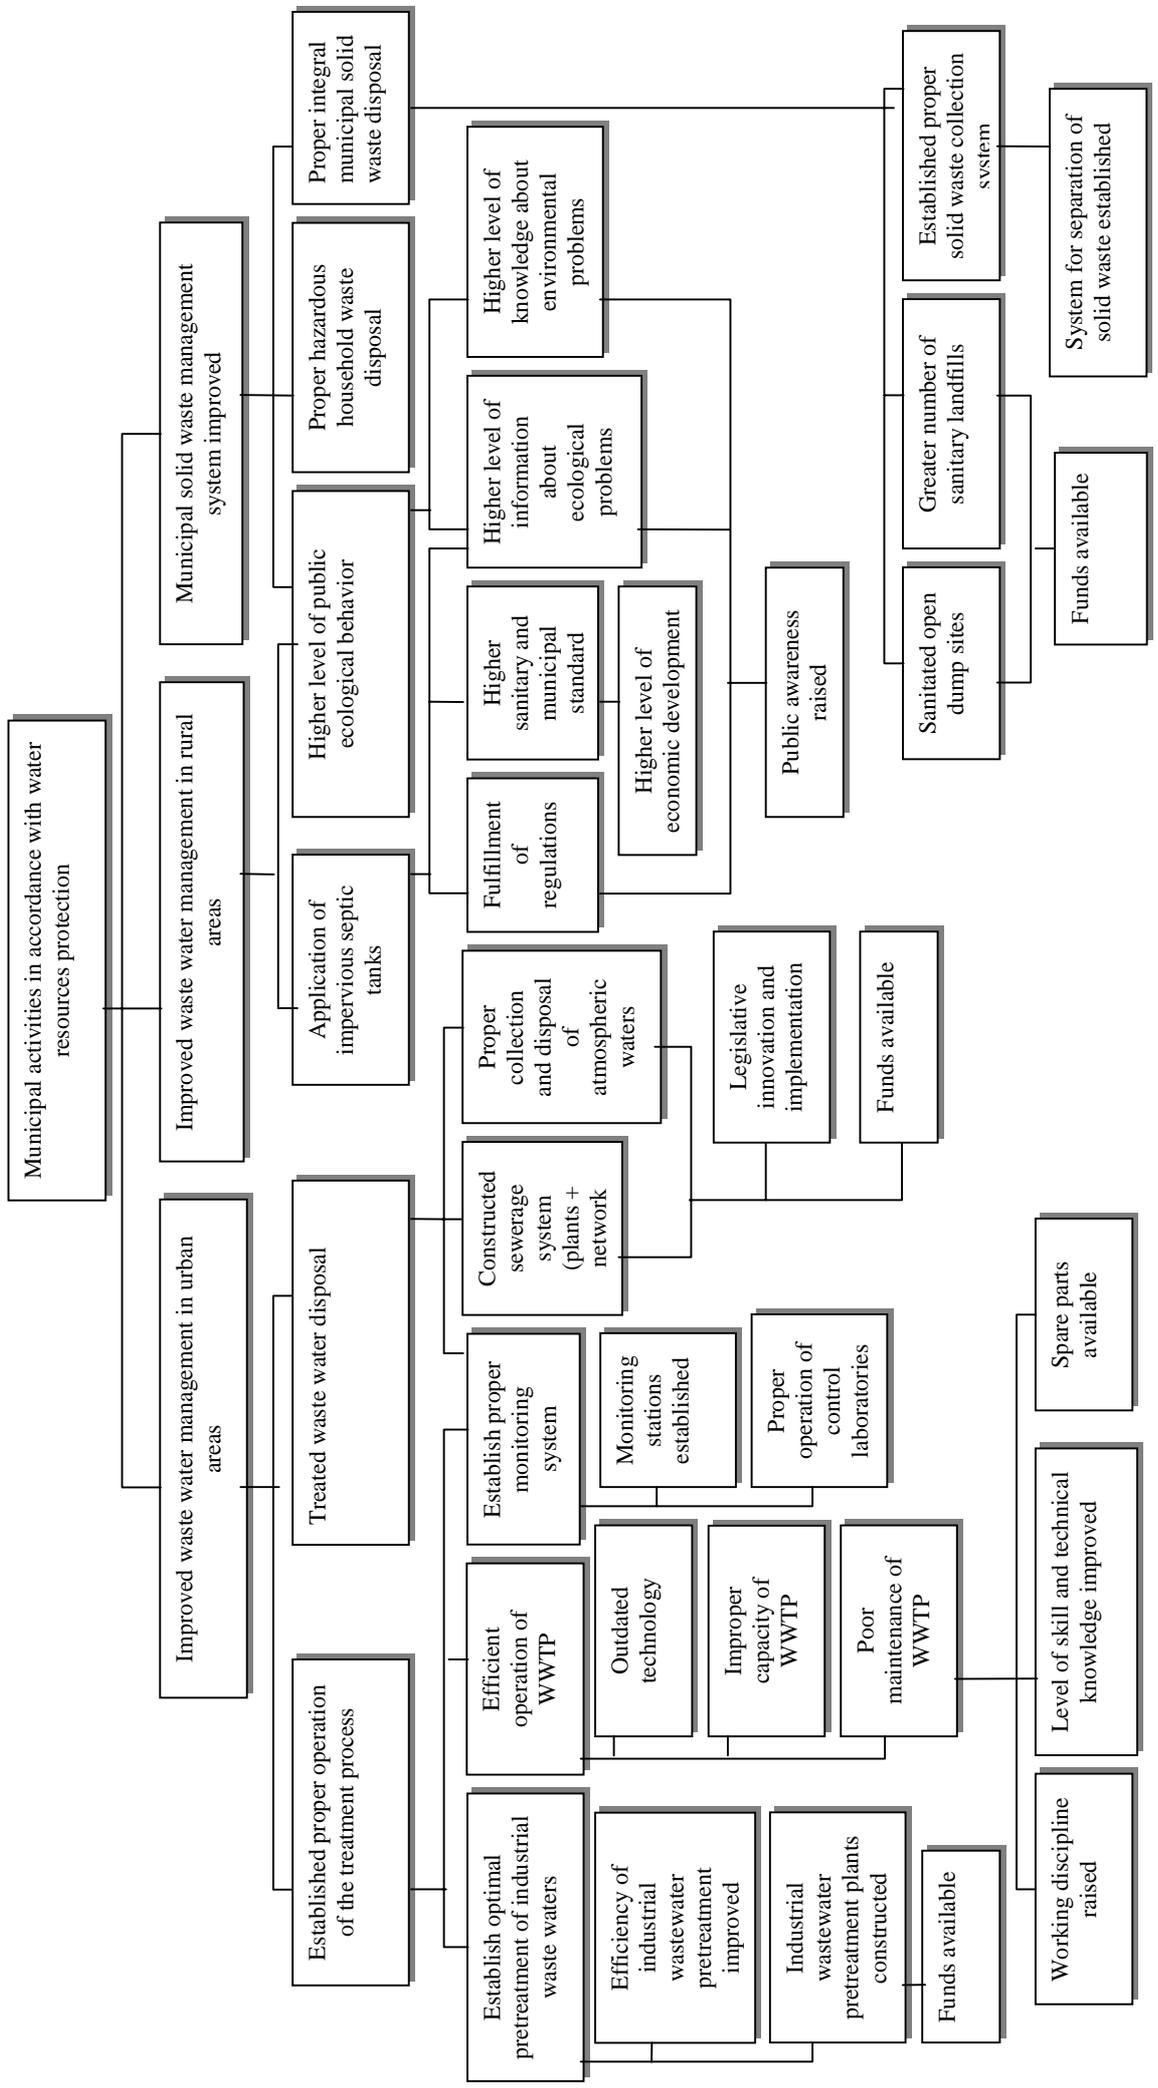 Municipal activities in accordance with water
resources protection
Improved waste water management in urban
areas
Improved waste water management in rural
areas
Municipal solid waste management
system improved
Established proper operation
of the treatment process
Treated waste water disposal
Application of
impervious septic
tanks
Higher level of public
ecological behavior
Proper hazardous
household waste
disposal
Proper integral
municipal solid
waste disposal
Establish optimal
pretreatment of industrial
waste waters
Efficient
operation of
WWTP
Establish proper
monitoring
system
Constructed
sewerage
system
(plants +
network
Proper
collection
and disposal
of
atmospheric
waters
Fulfillment
of
regulations
Higher
sanitary and
municipal
standard
Higher level of
information
about
ecological
problems
Higher level of
knowledge about
environmental
problems
Efficiency of
industrial
wastewater
pretreatment
improved
Outdated
technology
Monitoring
stations
established
Higher level of
economic development
Industrial
wastewater
pretreatment plants
constructed
Improper
capacity of
WWTP
Proper
operation of
control
laboratories
Legislative
innovation and
implementation
Public awareness
raised
Funds available
Poor
maintenance of
WWTP
Funds available
Sanitated open
dump sites
Greater number of
sanitary landfills
Established proper
solid waste collection
system
Working discipline
raised
Level of skill and technical
knowledge improved
Spare parts
available
Funds available
System for separation of
solid waste established